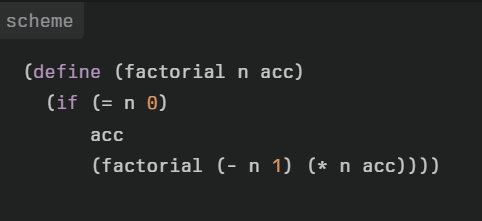 scheme
(define (factorial n acc)
  (if (= n 0)
      acc
      (factorial (- n 1) (* n acc))))